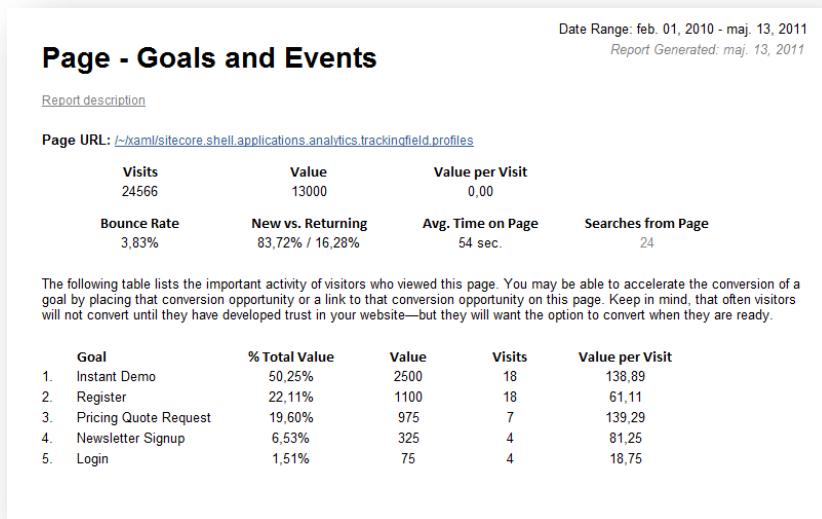 Date Range: feb. 01, 2010 - maj. 13, 2011
Page - Goals and Events
Report Generated: maj. 13, 2011
Report description
Page URL: /~/xaml/sitecore.shell.applications.analytics.trackingfield.profiles
Visits Value Value per Visit
24566 13000 0,00
Bounce Rate New vs. Returning Avg. Time on Page Searches from Page
3,83% 83,72% / 16,28% 54 sec. 24
The following table lists the important activity of visitors who viewed this page. You may be able to accelerate the conversion of a
goal by placing that conversion opportunity or a link to that conversion opportunity on this page. Keep in mind, that often visitors
will not convert until they have developed trust in your website—but they will want the option to convert when they are ready.
Goal % Total Value Value Visits Value per Visit
1. Instant Demo 50,25% 2500 18 138,89
2. Register 22,11% 1100 18 61,11
3. Pricing Quote Request 19,60% 975 7 139,29
4. Newsletter Signup 6,53% 325 4 81,25
5. Login 1,51% 75 4 18,75